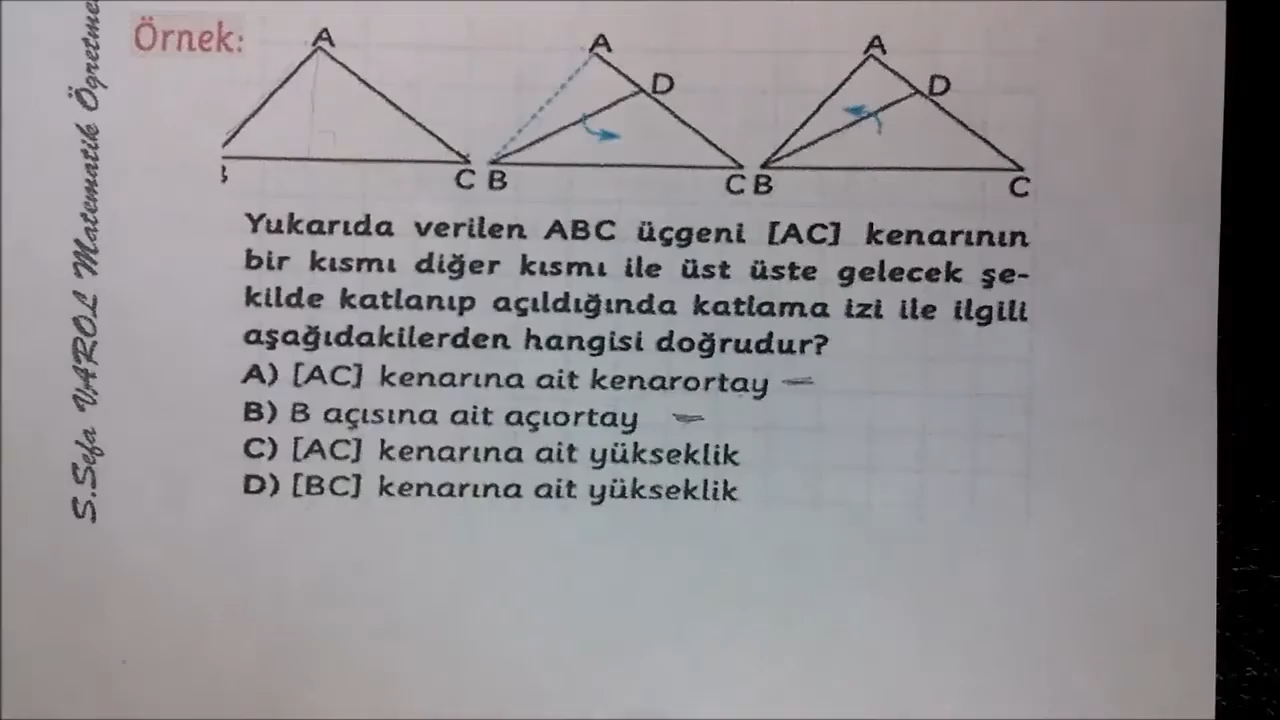 S.Sefa VAROL Matematik Öğretme
Örnek:
A
C
A
D
B
C
A
D
B
C
Yukarıda verilen ABC üçgeni [AC] kenarının
bir kısmı diğer kısmı ile üst üste gelecek şe-
kilde katlanıp açıldığında katlama izi ile ilgili
aşağıdakilerden hangisi doğrudur?
A) [AC] kenarına ait kenarortay
B) B açısına ait açıortay
C) [AC] kenarına ait yükseklik
D) [BC] kenarına ait yükseklik